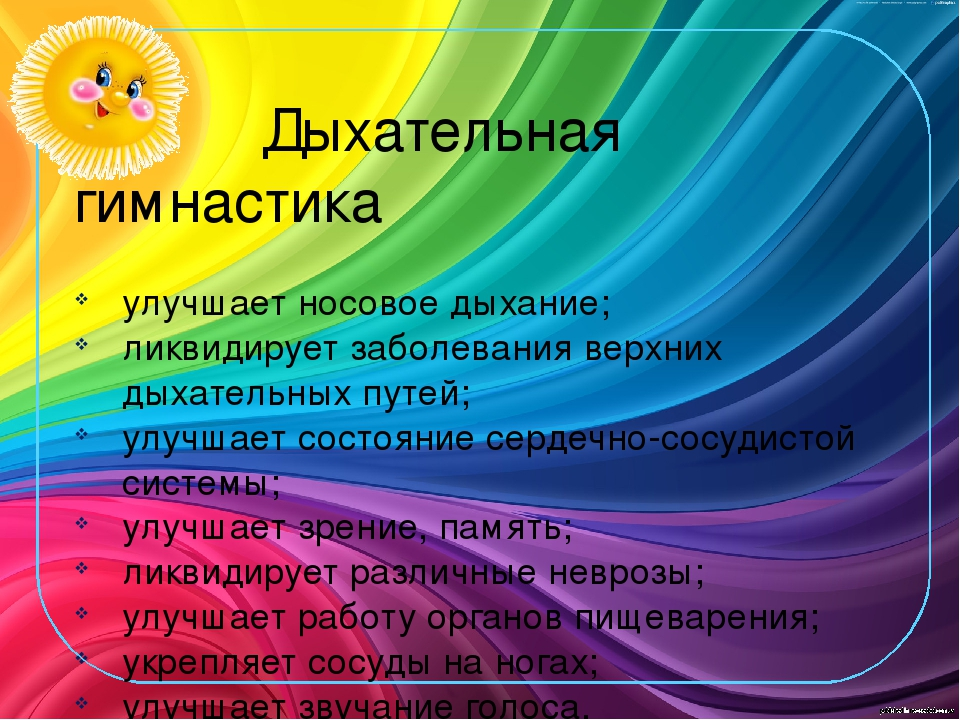 Дыхательная
гимнастика
улучшает носовое дыхание;
ликвидирует заболевания верхних
дыхательных путей;
улучшает состояние сердечно-сосудистой
системы;
улучшает зрение, память;
ликвидирует различные неврозы;
улучшает работу органов пищеварения;
укрепляет сосуды на ногах;
улучшает звучание голоса.